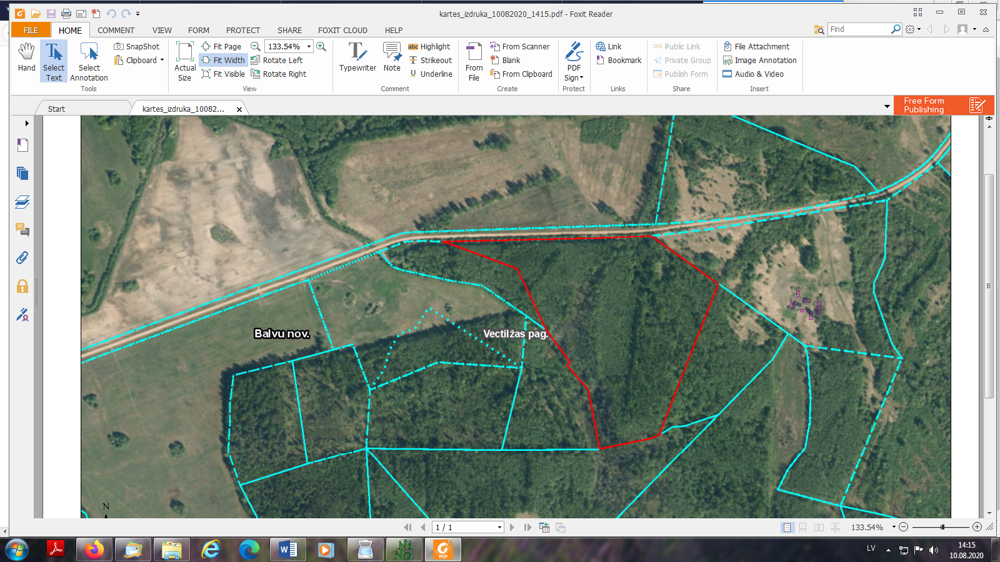 kartes_izdruka_10082020_1415.pdf - Foxit Reader
FILE HOME COMMENT VIEW FORM PROTECT SHARE FOXIT CLOUD HELP
Find
Hand
Select Text
Select Annotation
SnapShot
Clipboard
Tools
Actual Size
Fit Page
Fit Width
Fit Visible
133.54%
Rotate Left
Rotate Right
View
Typewriter
Note
abc Highlight
Strikeout
Underline
Comment
From File
From Scanner
Blank
From Clipboard
Create
PDF Sign
Protect
Link
Bookmark
Links
Public Link
Private Group
Publish Form
Share
File Attachment
Image Annotation
Audio & Video
Insert
Start
kartes_izdruka_10082...
Free Form
Publishing
Balvu nov.
Vectilžas pag.
N
1 / 1
133.54%
Ni
No
PDF
LV
14:15
10.08.2020